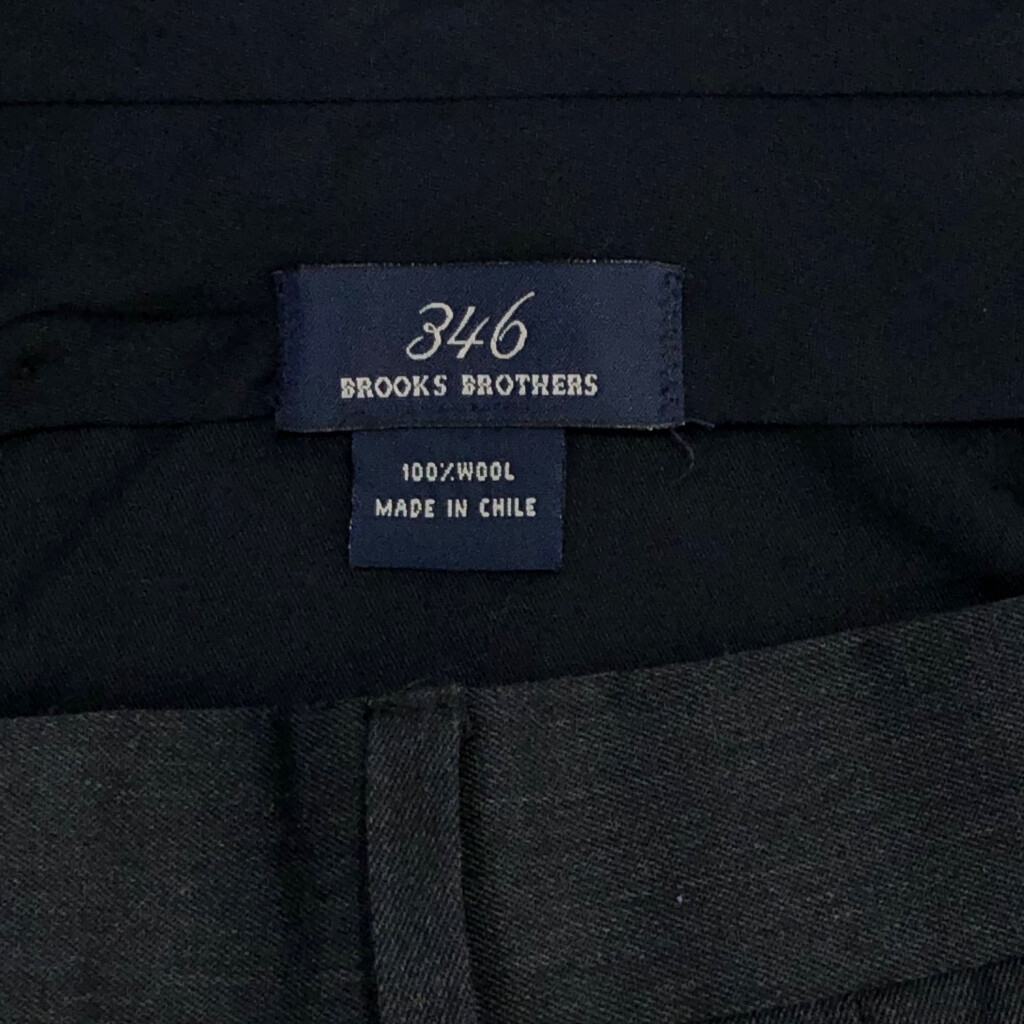 346
BROOKS BROTHERS
100% WOOL
MADE IN CHILE